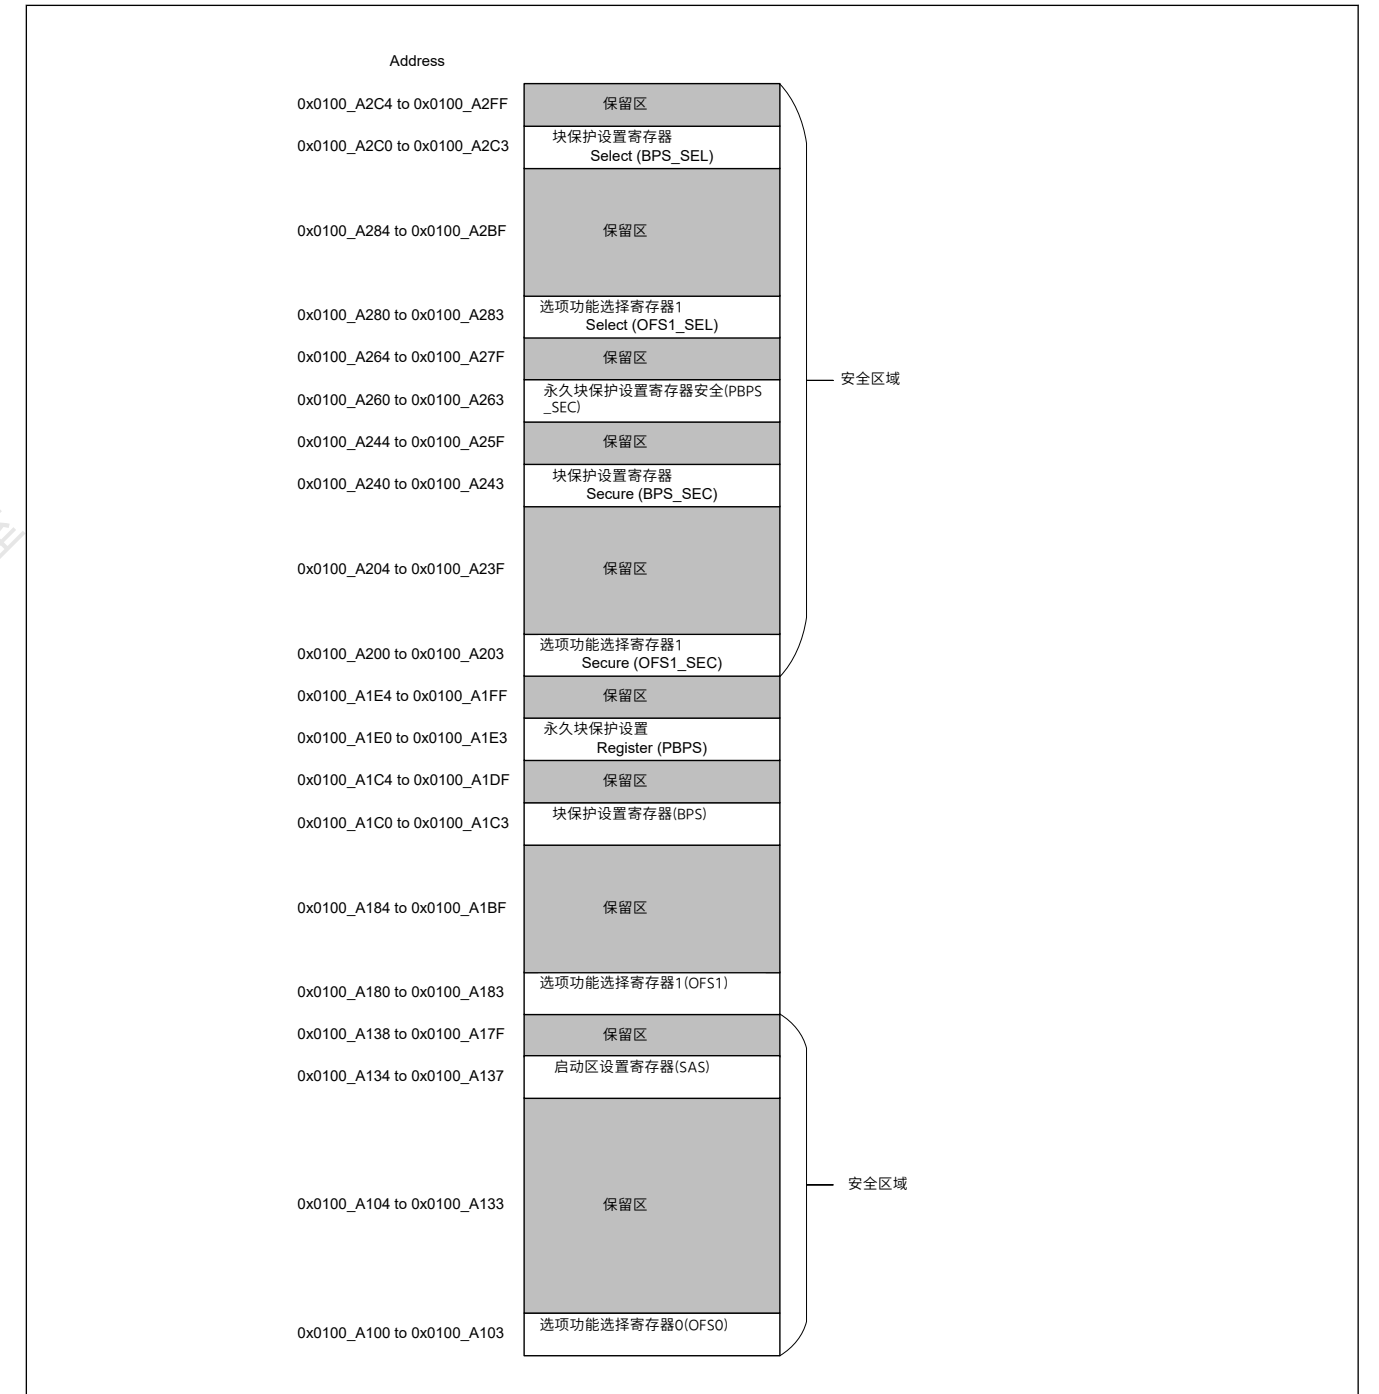 Address
0x0100_A2C4 to 0x0100_A2FF
保留区
0x0100_A2C0 to 0x0100_A2C3
块保护设置寄存器
Select (BPS_SEL)
0x0100_A284 to 0x0100_A2BF
保留区
0x0100_A280 to 0x0100_A283
选项功能选择寄存器1
Select (OFS1_SEL)
0x0100_A264 to 0x0100_A27F
保留区
安全区域
0x0100_A260 to 0x0100_A263
永久块保护设置寄存器安全(PBPS
_SEC)
0x0100_A244 to 0x0100_A25F
保留区
0x0100_A240 to 0x0100_A243
块保护设置寄存器
Secure (BPS_SEC)
0x0100_A204 to 0x0100_A23F
保留区
0x0100_A200 to 0x0100_A203
选项功能选择寄存器1
Secure (OFS1_SEC)
0x0100_A1E4 to 0x0100_A1FF
保留区
0x0100_A1E0 to 0x0100_A1E3
永久块保护设置
Register (PBPS)
0x0100_A1C4 to 0x0100_A1DF
保留区
0x0100_A1C0 to 0x0100_A1C3
块保护设置寄存器(BPS)
0x0100_A184 to 0x0100_A1BF
保留区
0x0100_A180 to 0x0100_A183
选项功能选择寄存器1(OFS1)
0x0100_A138 to 0x0100_A17F
保留区
0x0100_A134 to 0x0100_A137
启动区设置寄存器(SAS)
0x0100_A104 to 0x0100_A133
保留区
安全区域
0x0100_A100 to 0x0100_A103
选项功能选择寄存器0(OFS0)